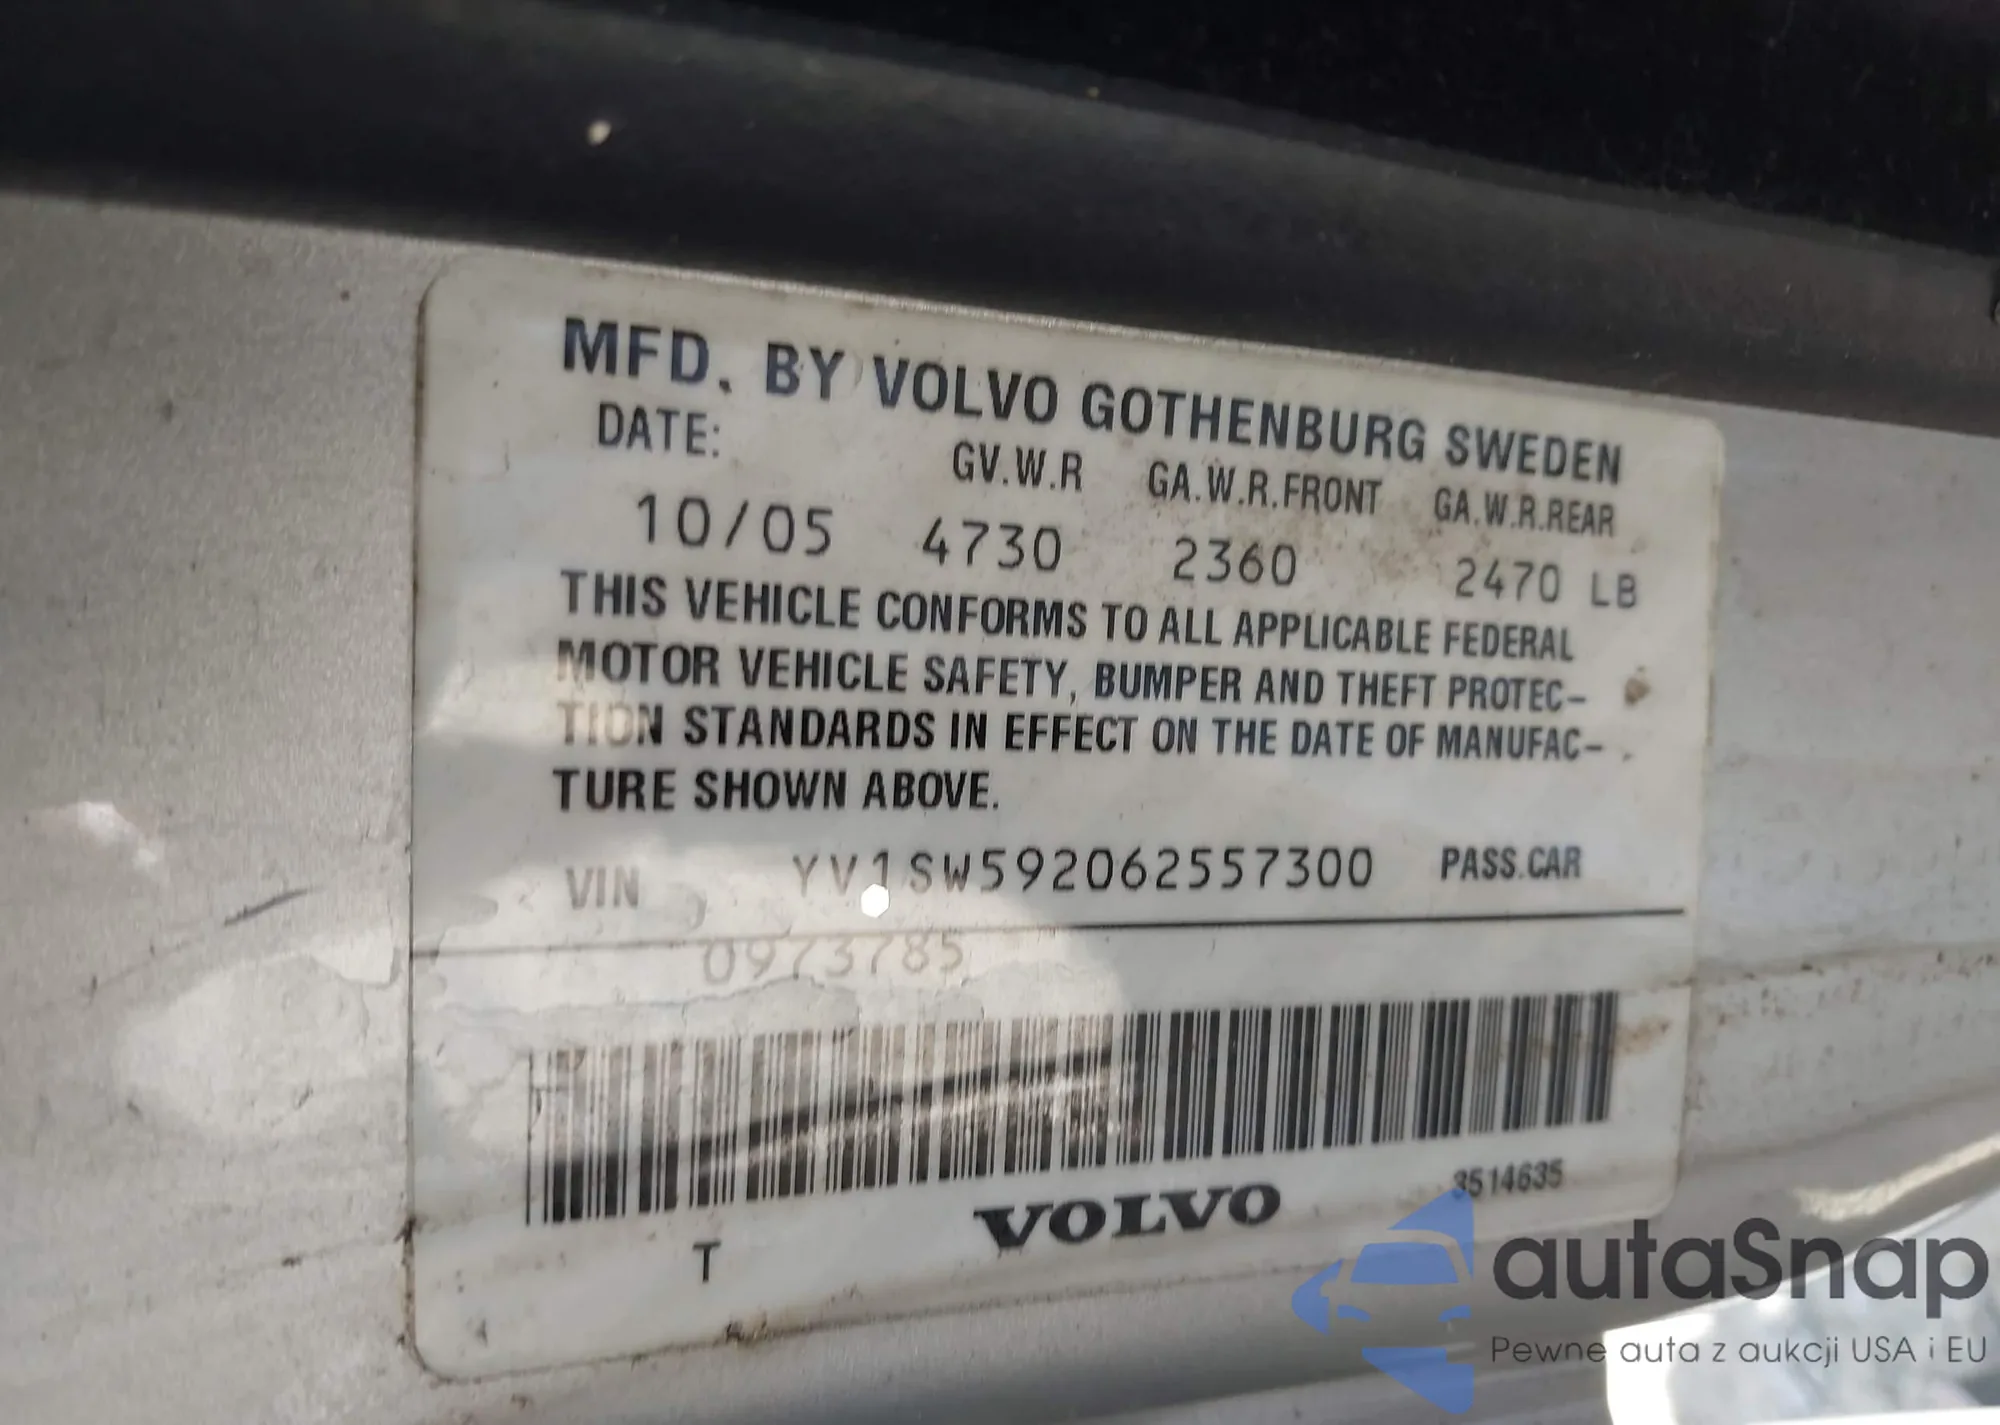 MFD. BY VOLVO GOTHENBURG SWEDEN
DATE: GV.W.R GA.W.R.FRONT GA.W.R.REAR
10/05 4730 2360 2470 LB
THIS VEHICLE CONFORMS TO ALL APPLICABLE FEDERAL
MOTOR VEHICLE SAFETY, BUMPER AND THEFT PROTEC-
TION STANDARDS IN EFFECT ON THE DATE OF MANUFAC-
TURE SHOWN ABOVE.
VIN YV1SW592062557300 PASS.CAR
0973785
3514635
VOLVO
T
autaSnap
Pewne auta z aukcji USA i EU